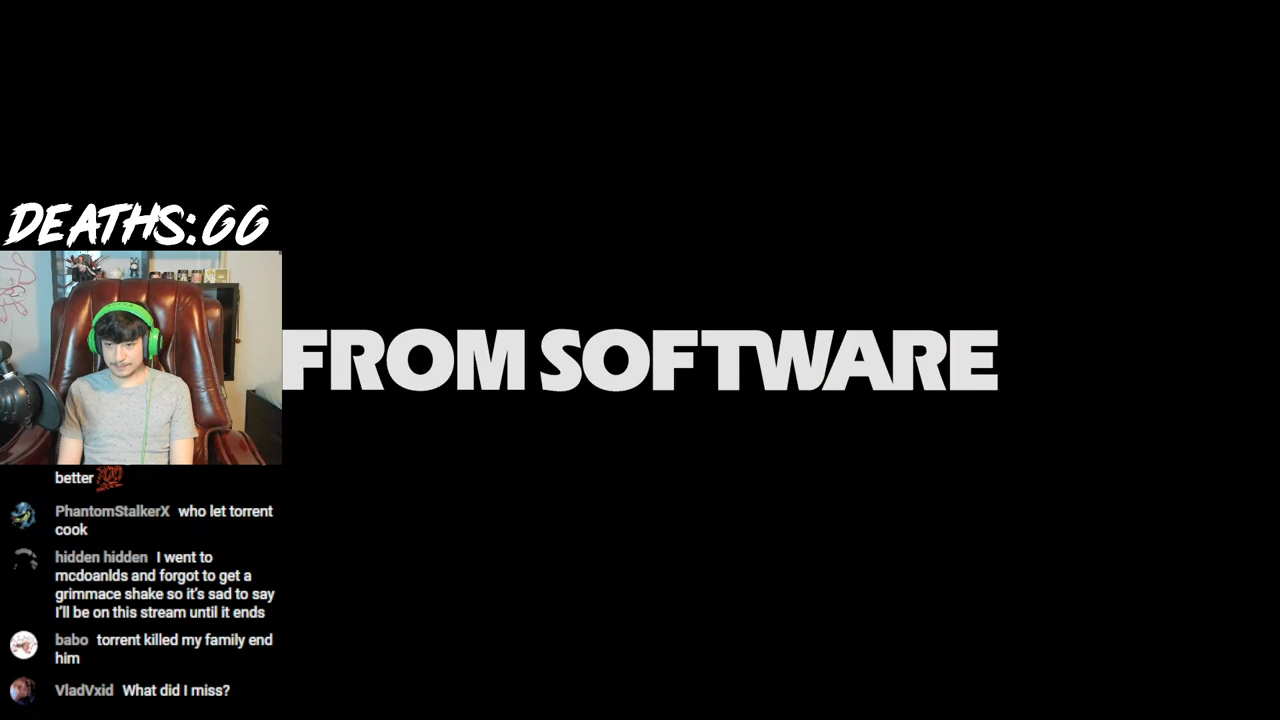 DEATHS:66
FROM SOFTWARE
better
PhantomStalkerX who let torrent
cook
hidden hidden I went to
mcdoanlds and forgot to get a
grimmace shake so it's sad to say
I'll be on this stream until it ends
babo torrent killed my family end
him
VladVxid What did I miss?